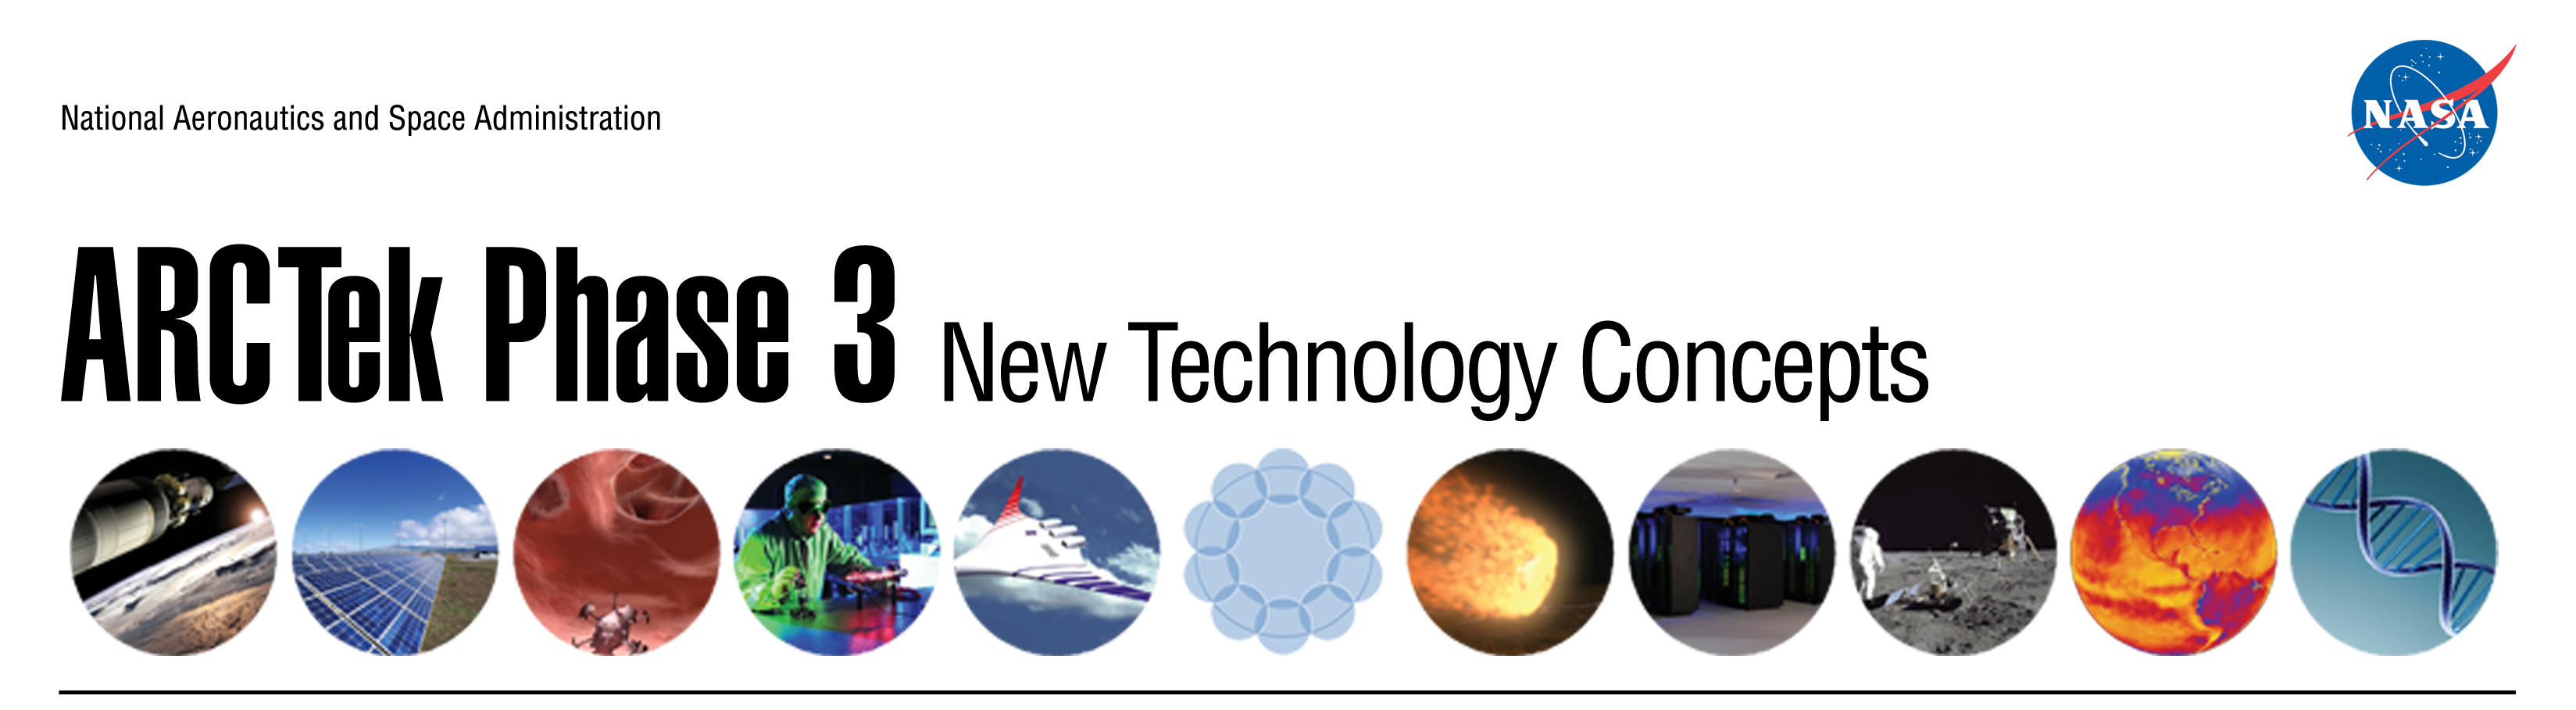 National Aeronautics and Space Administration
NASA
ARCTek Phase 3 New Technology Concepts